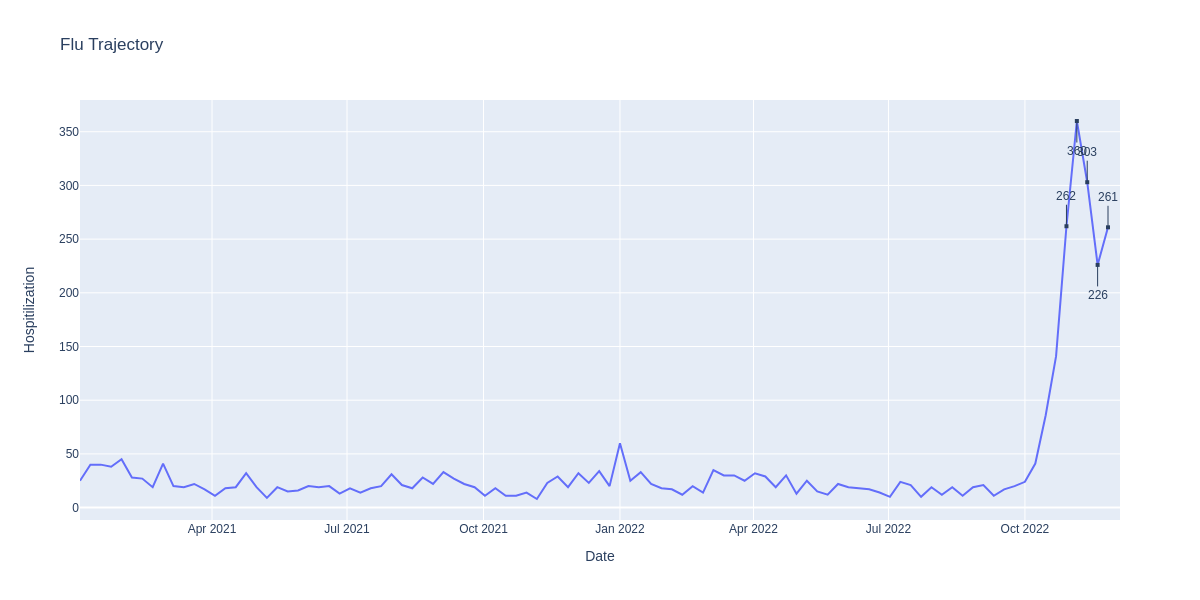 Flu Trajectory
350
300
250
200
150
100
50
0
Hospitilization
360
303
262
261
226
Apr 2021
Jul 2021
Oct 2021
Jan 2022
Apr 2022
Jul 2022
Oct 2022
Date